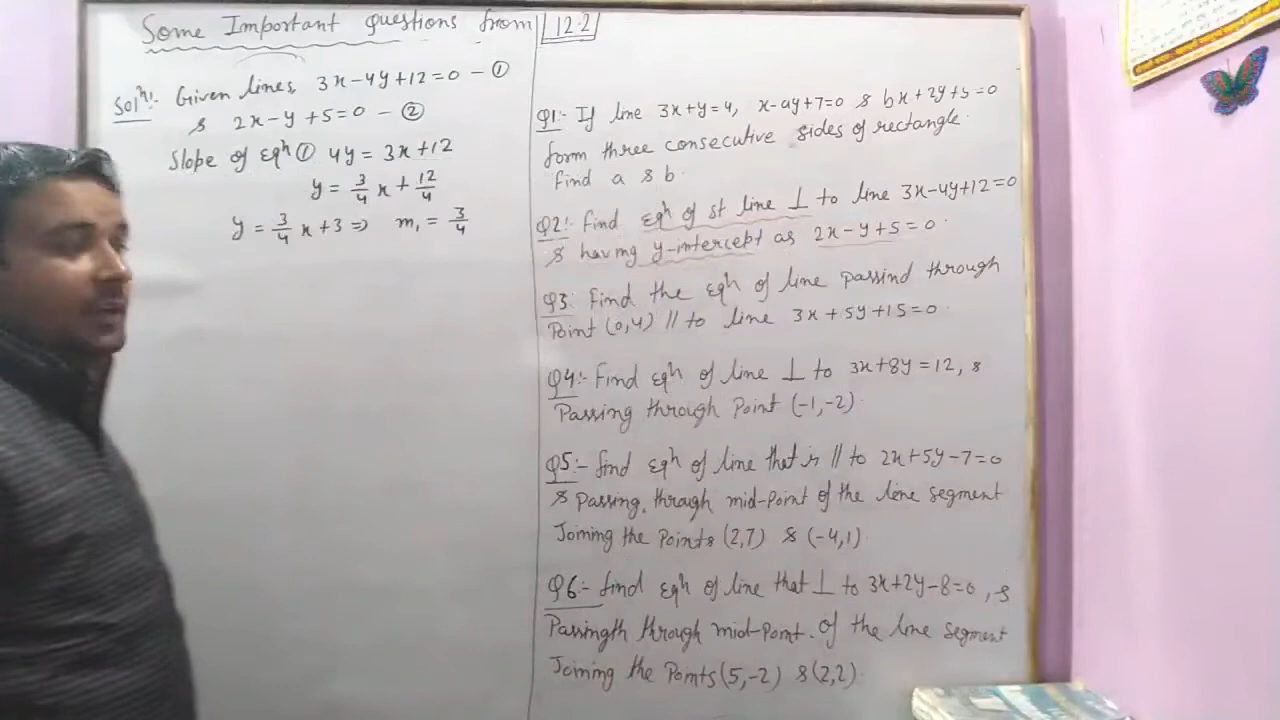 Some Important questions from 12.2
Solⁿ:- Given lines 3x-4y+12=0 - ①
& 2x-y+5=0 - ②
Slope of eqⁿ ① 4y = 3x+12
y = 3/4 x + 12/4
y = 3/4 x + 3 => m₁ = 3/4
Q1:- If line 3x+y=4, x-ay+7=0 & bx+2y+5=0
form three consecutive sides of rectangle.
find a & b.
Q2:- find eqⁿ of st line ⊥ to line 3x-4y+12=0
& having y-intercept as 2x-y+5=0
Q3: find the eqⁿ of line passind through
Point (0,4) // to line 3x+5y+15=0
Q4:- find eqⁿ of line ⊥ to 3x+8y=12, &
Passing through Point (-1,-2)
Q5:- find eqⁿ of line that is // to 2x+5y-7=0
& passing, through mid-point of the line segment
Joining the points (2,7) & (-4,1)
Q6:- find eqⁿ of line that ⊥ to 3x+2y-8=0, &
Passingth through mid-point. of the line segment
Joining the Points (5,-2) & (2,2)